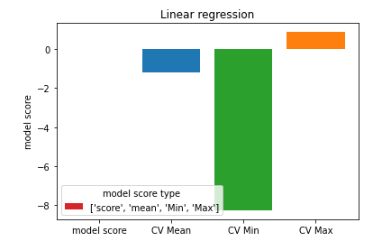 Linear regression
model score
0
−2
−4
−6
−8
model score type
['score', 'mean', 'Min', 'Max']
model score CV Mean CV Min CV Max